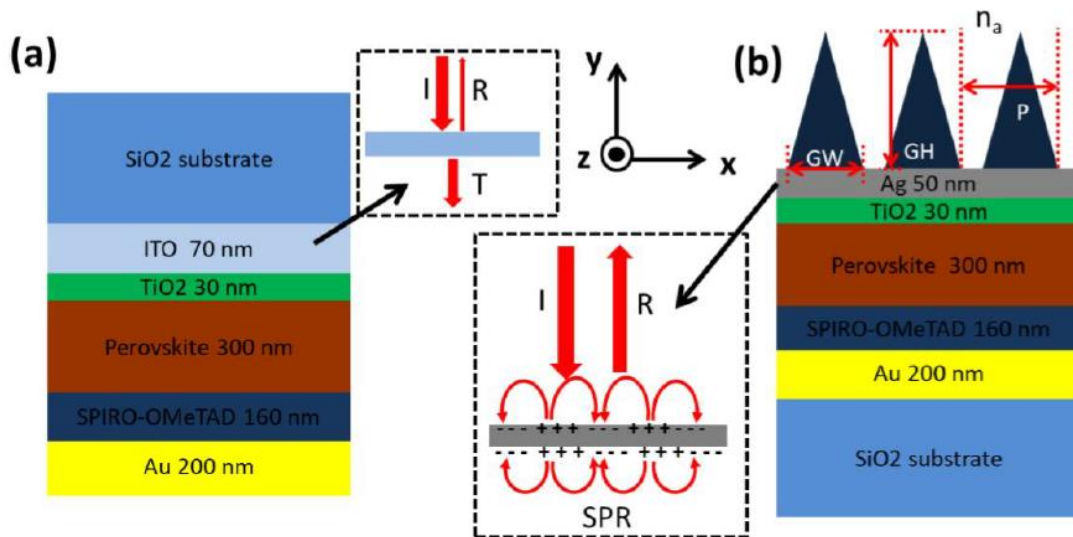 (a)
SiO2 substrate
ITO 70 nm
TiO2 30 nm
Perovskite 300 nm
SPIRO-OMeTAD 160 nm
Au 200 nm
I
R
T
y
z
x
I
R
- - - + + + - - - + + + - - -
- - - + + + - - - + + + - - -
SPR
(b)
n_a
P
GW
GH
Ag 50 nm
TiO2 30 nm
Perovskite 300 nm
SPIRO-OMeTAD 160 nm
Au 200 nm
SiO2 substrate